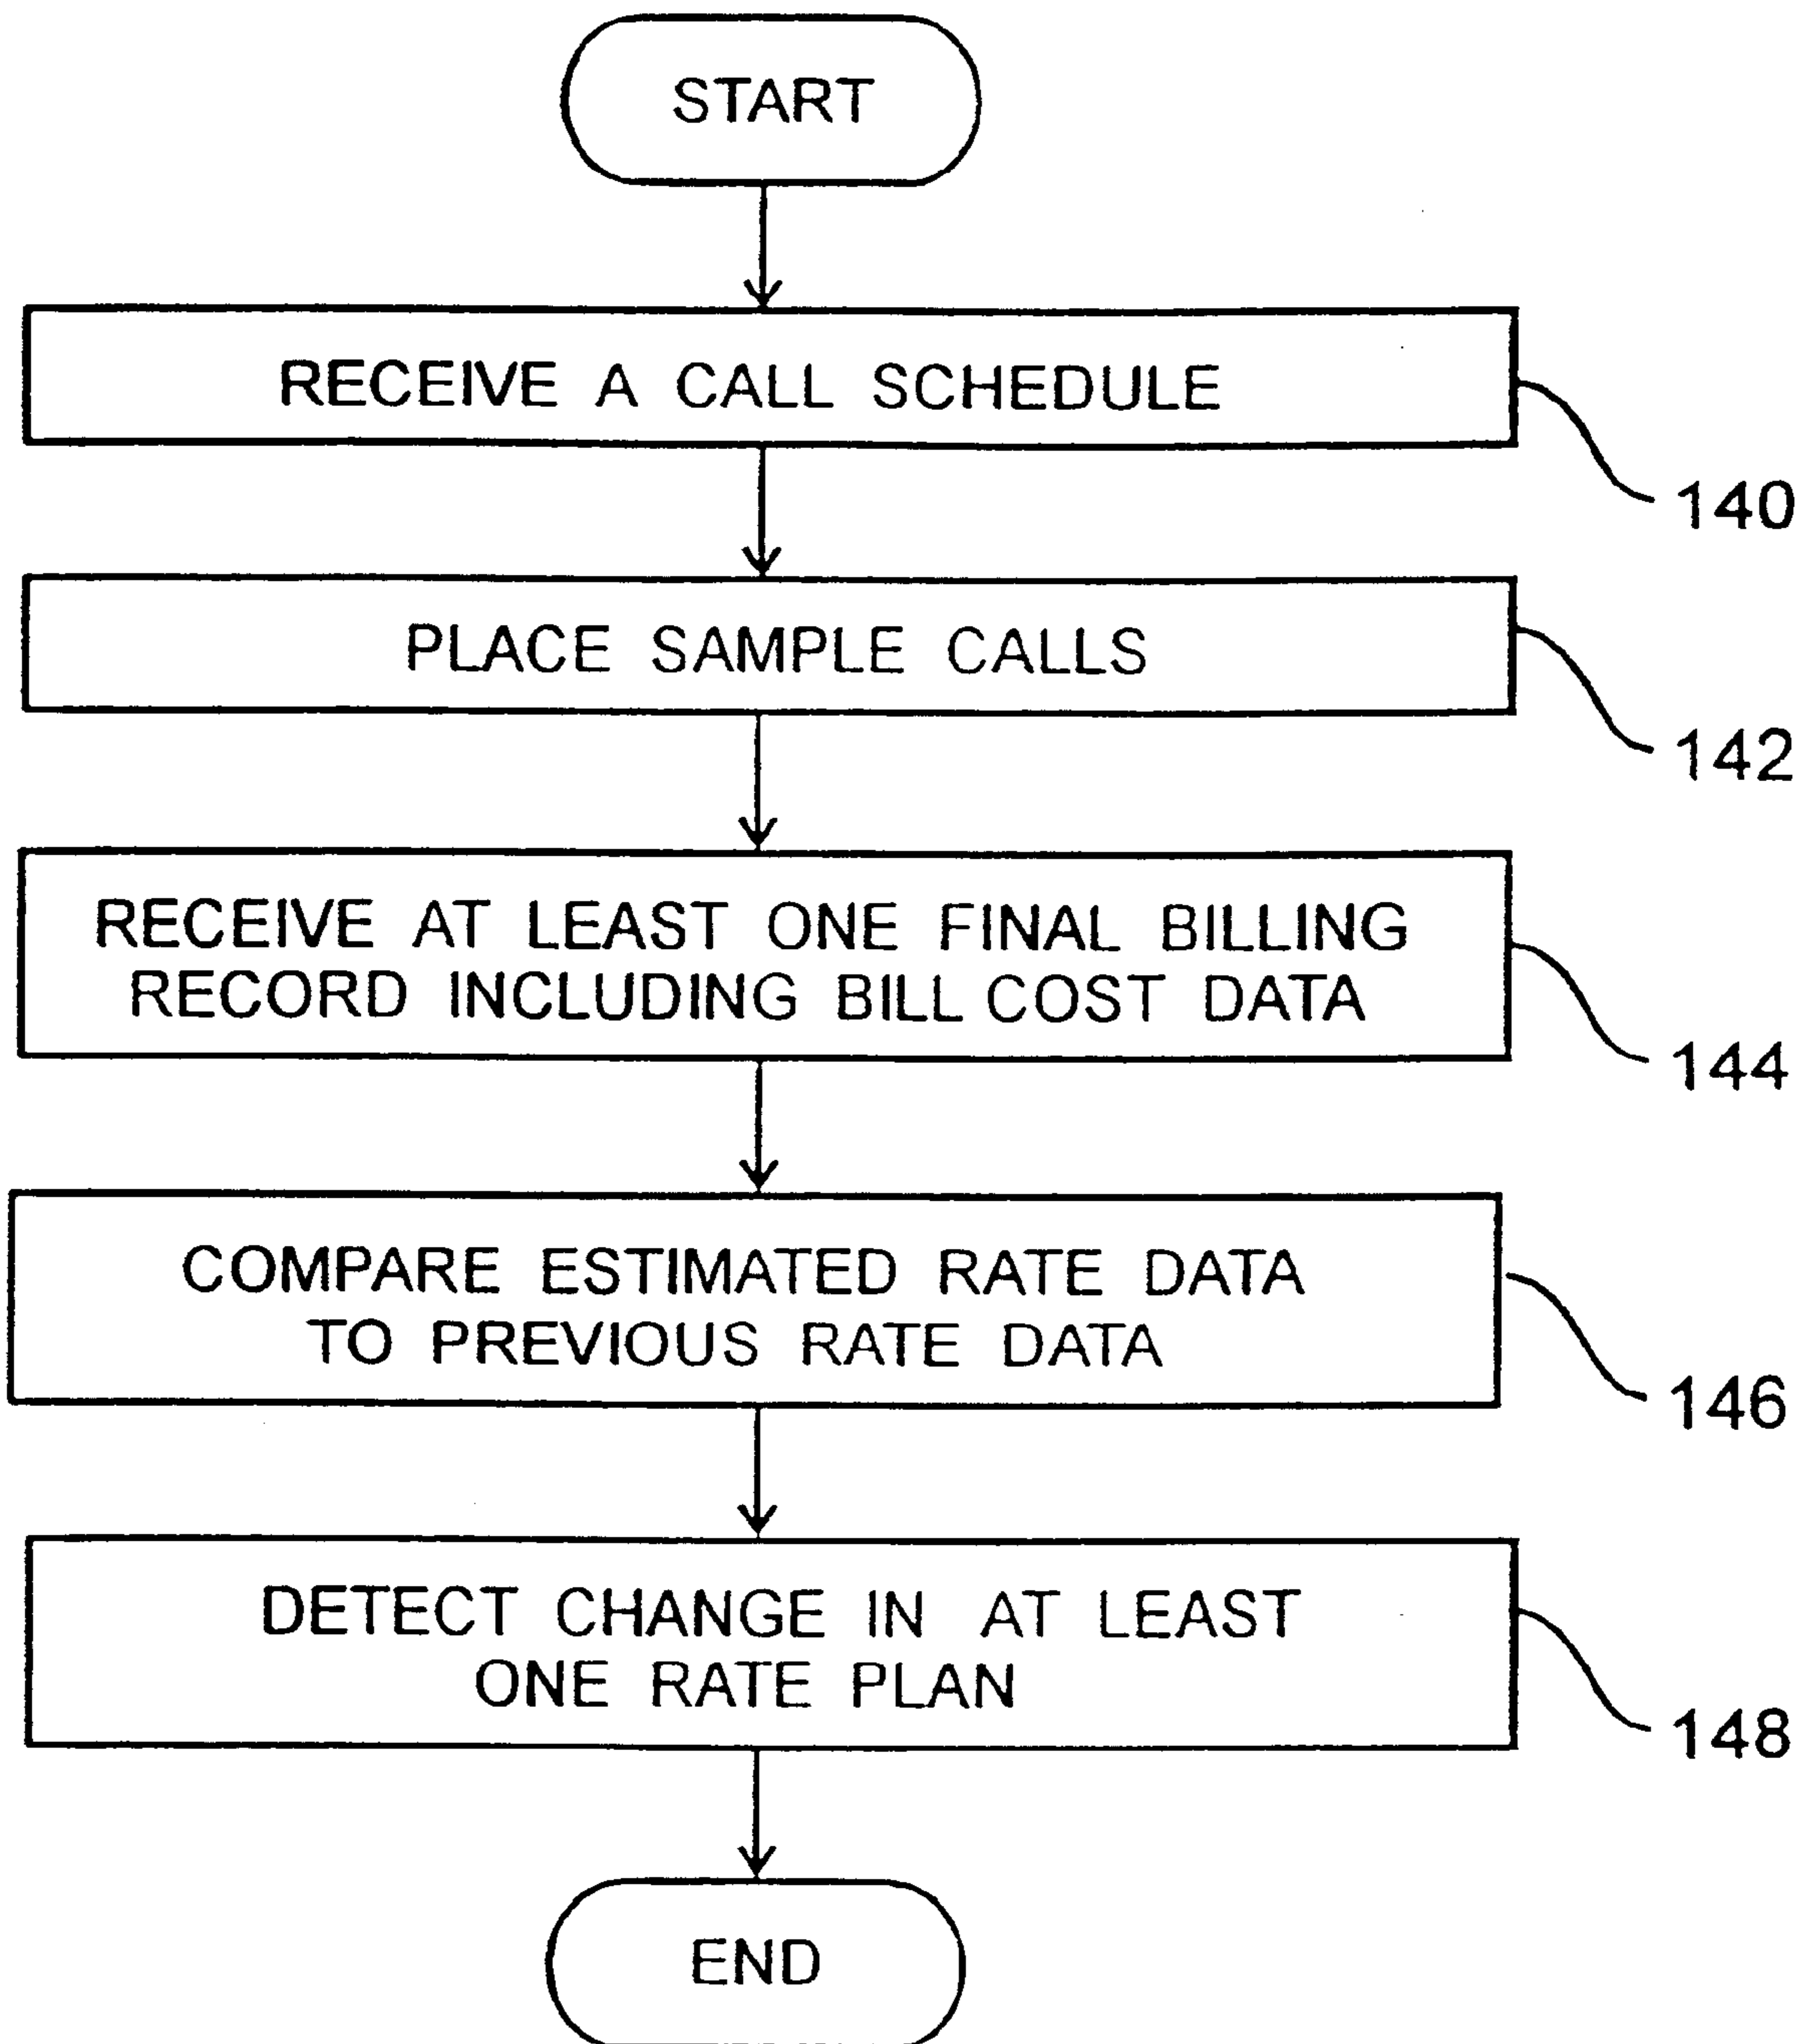 START
RECEIVE A CALL SCHEDULE
140
PLACE SAMPLE CALLS
142
RECEIVE AT LEAST ONE FINAL BILLING
RECORD INCLUDING BILL COST DATA
144
COMPARE ESTIMATED RATE DATA
TO PREVIOUS RATE DATA
146
DETECT CHANGE IN AT LEAST
ONE RATE PLAN
148
END